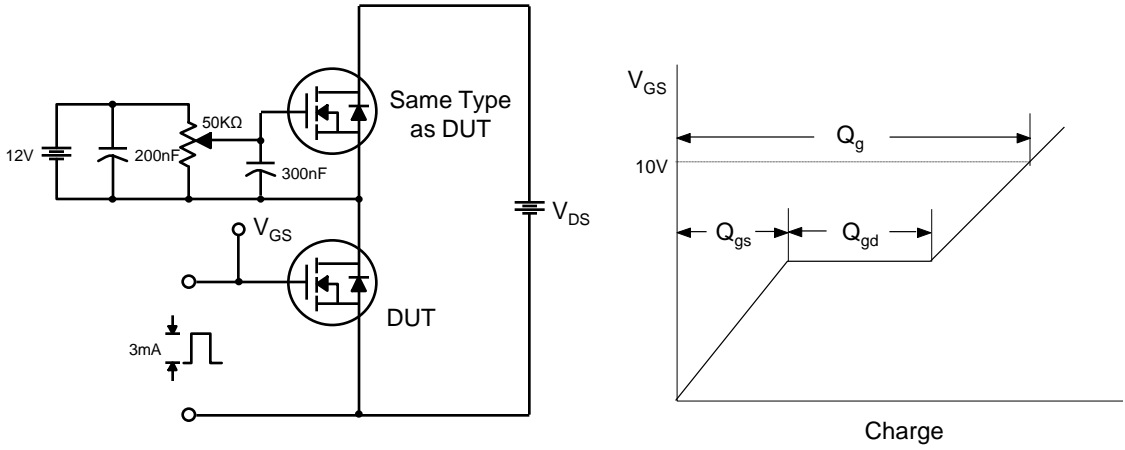 12V
200nF
50KΩ
300nF
Same Type
as DUT
V_DS
V_GS
DUT
3mA
V_GS
10V
Q_g
Q_gs
Q_gd
Charge